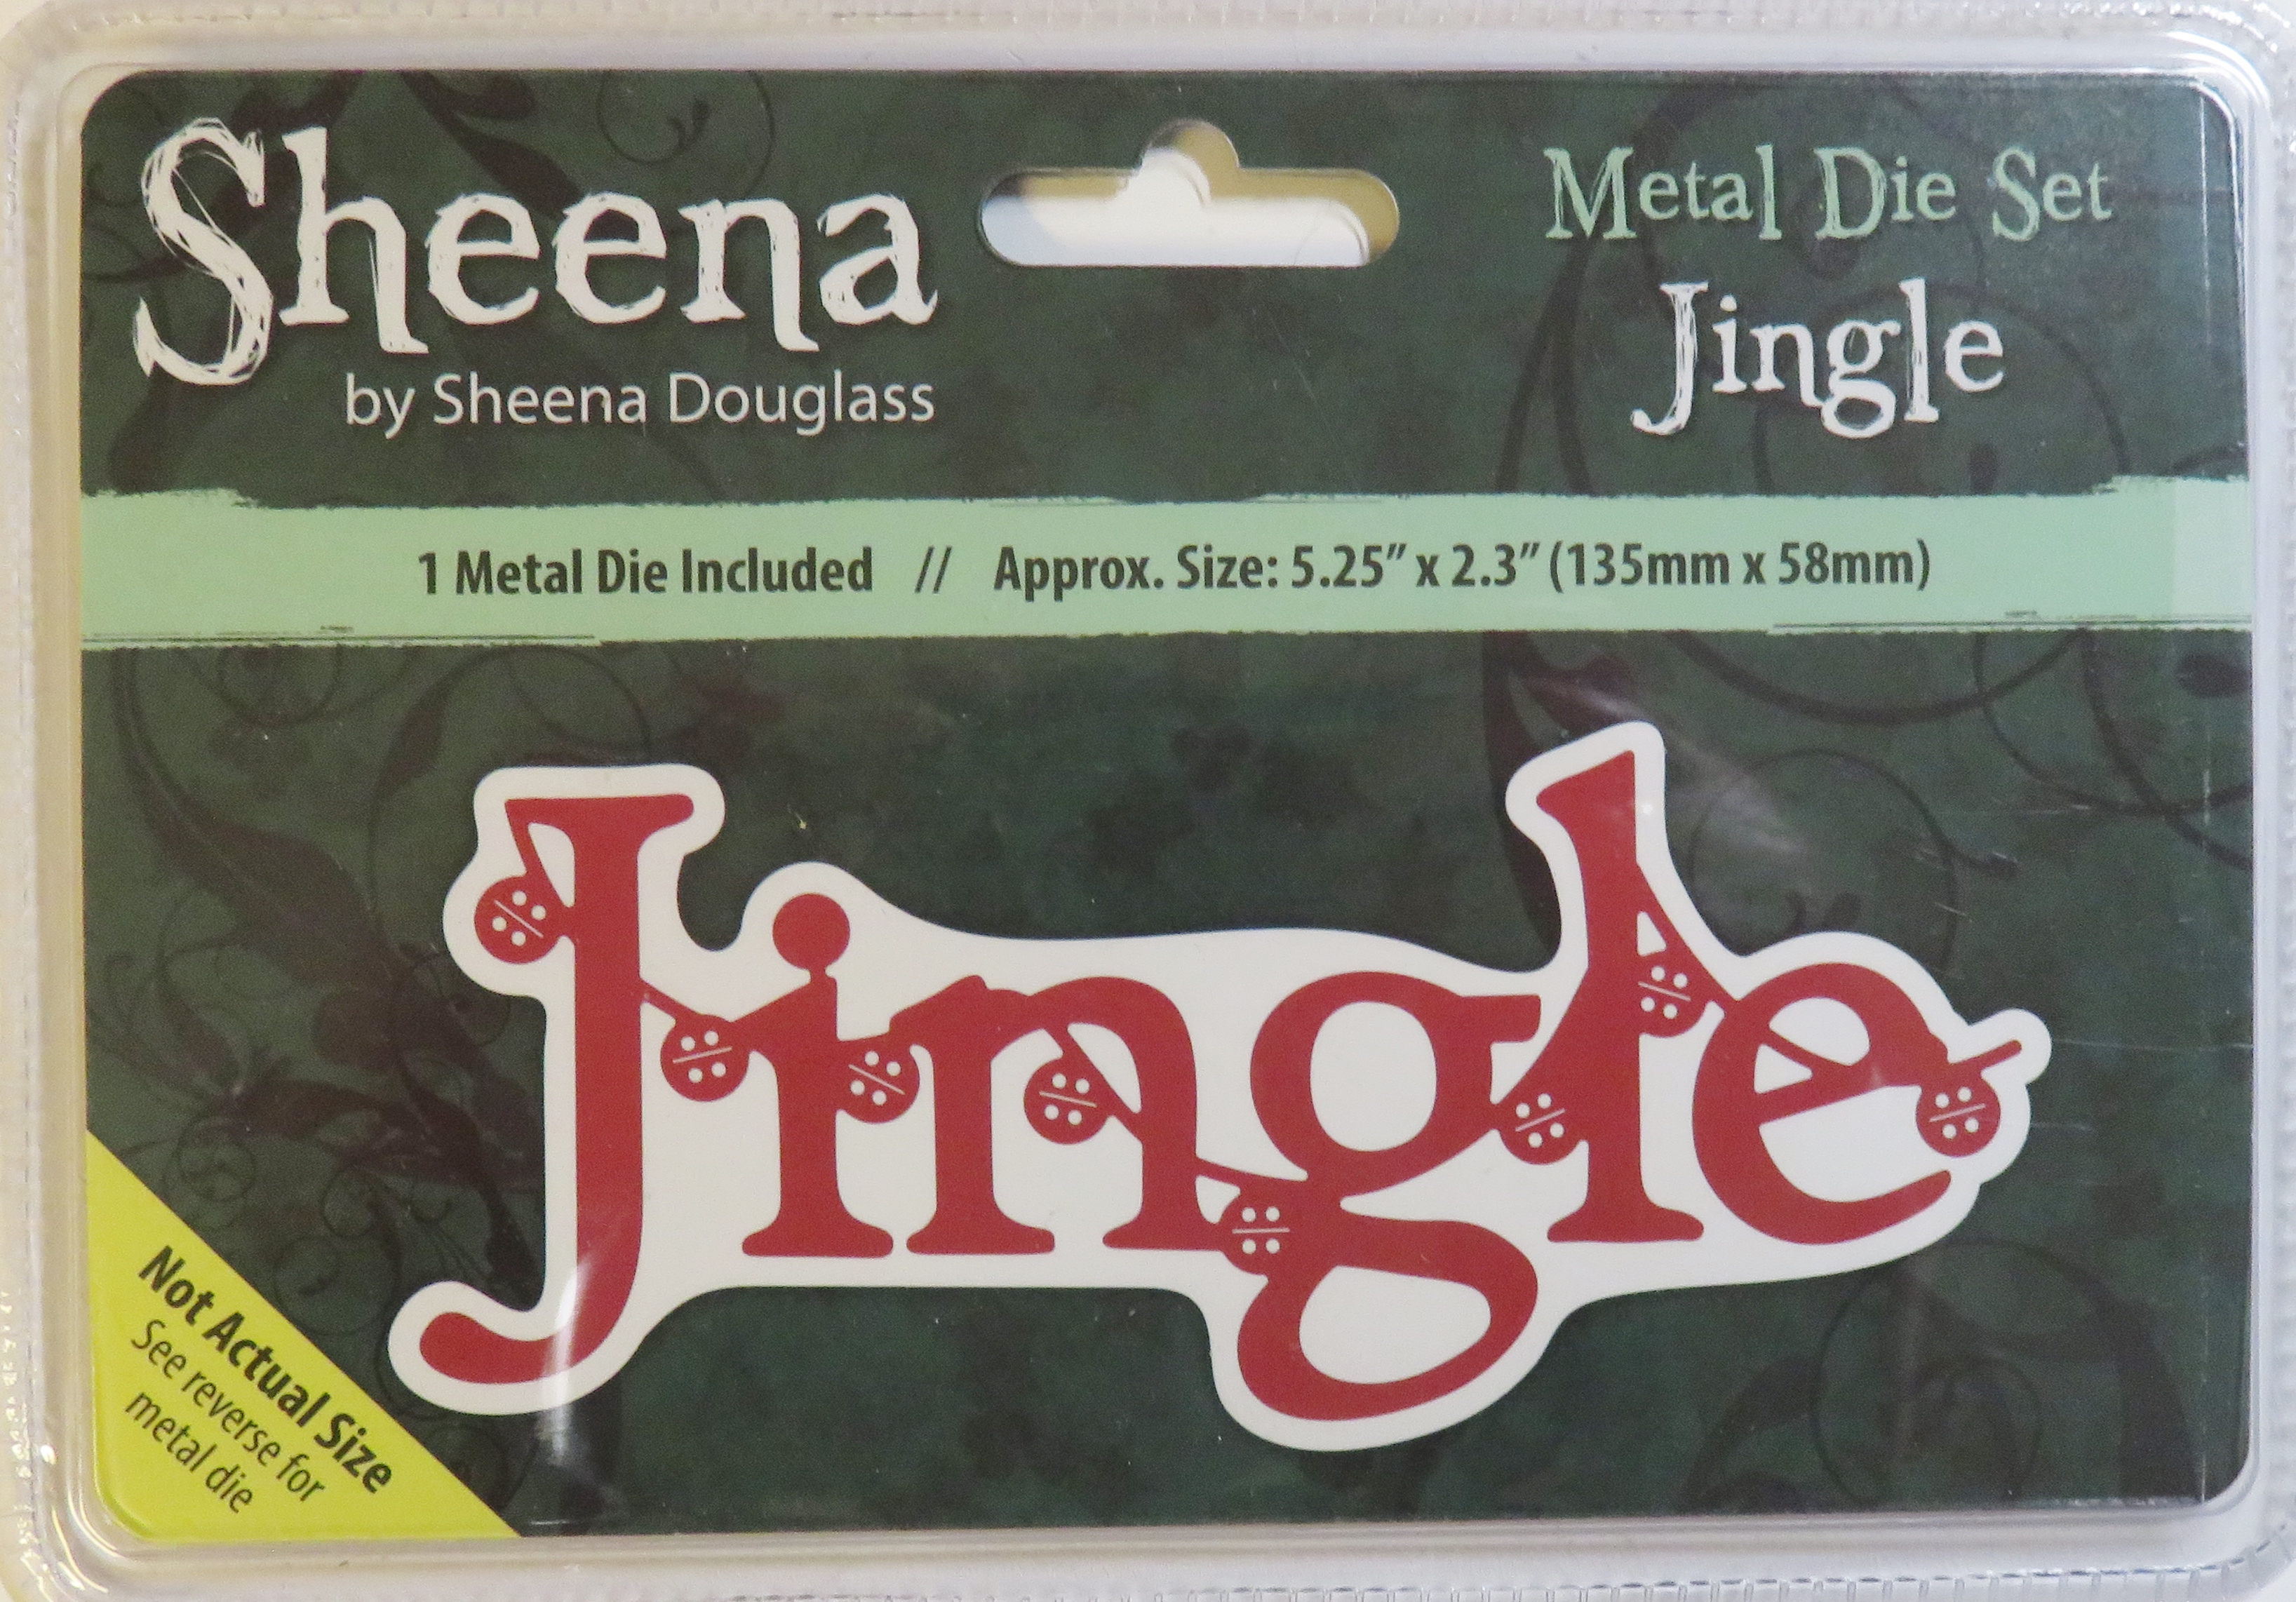 Sheena
by Sheena Douglass
Metal Die Set
Jingle
1 Metal Die Included // Approx. Size: 5.25” x 2.3” (135mm x 58mm)
Jingle
Not Actual Size
See reverse for
metal die